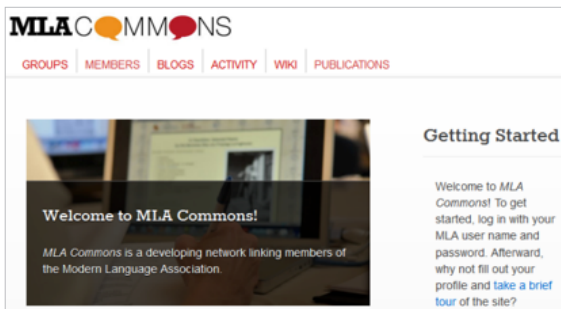 MLACOMMONS
GROUPS MEMBERS BLOGS ACTIVITY WIKI PUBLICATIONS
Welcome to MLA Commons!
MLA Commons is a developing network linking members of
the Modern Language Association.
Getting Started
Welcome to MLA
Commons! To get
started, log in with your
MLA user name and
password. Afterward,
why not fill out your
profile and take a brief
tour of the site?